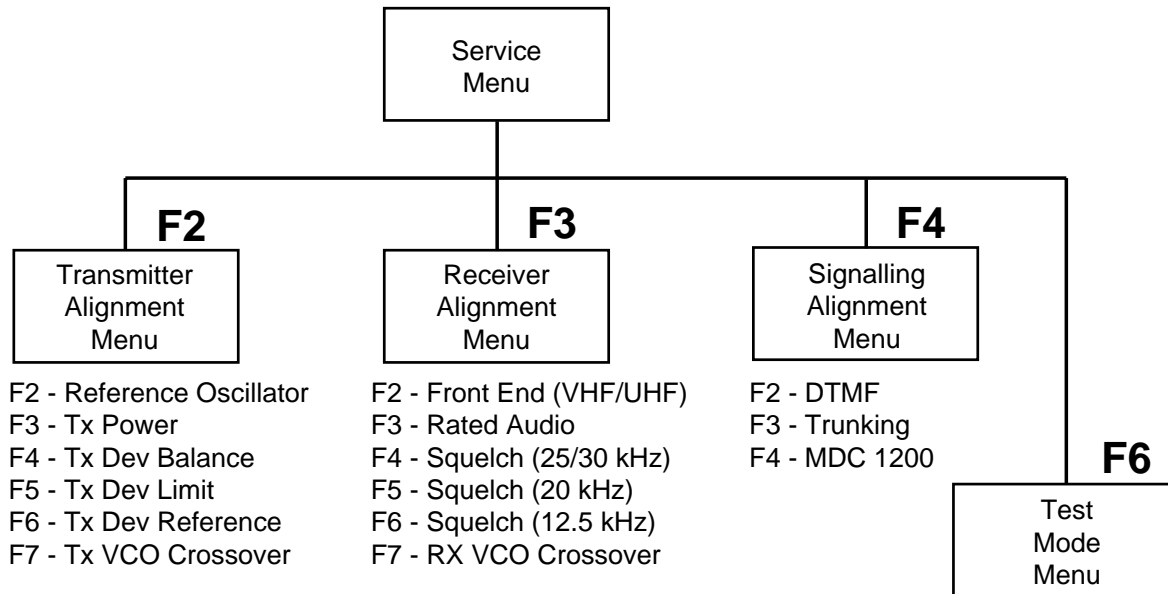 Service
Menu
F2
Transmitter
Alignment
Menu
F2 - Reference Oscillator
F3 - Tx Power
F4 - Tx Dev Balance
F5 - Tx Dev Limit
F6 - Tx Dev Reference
F7 - Tx VCO Crossover
F3
Receiver
Alignment
Menu
F2 - Front End (VHF/UHF)
F3 - Rated Audio
F4 - Squelch (25/30 kHz)
F5 - Squelch (20 kHz)
F6 - Squelch (12.5 kHz)
F7 - RX VCO Crossover
F4
Signalling
Alignment
Menu
F2 - DTMF
F3 - Trunking
F4 - MDC 1200
F6
Test
Mode
Menu